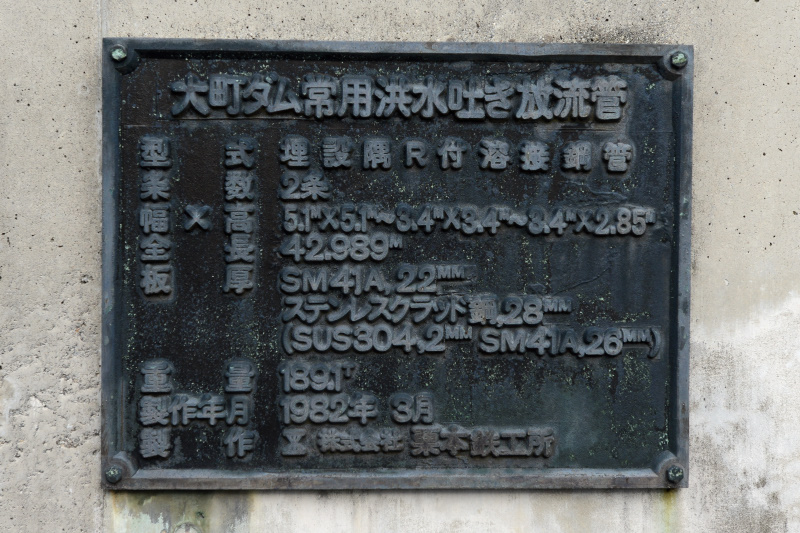 大町ダム常用洪水吐き放流管
型式 埋設隅R付溶接鋼管
条数 2条
幅×高 5.1M×5.1M~3.4M×3.4M~3.4M×2.85M
全長 42.989M
板厚 SM41A,22MM
ステンレスクラッド鋼,28MM
(SUS304,2MM SM41A,26MM)
重量 189.1T
製作年月 1982年 3月
製作 株式会社 栗本鉄工所